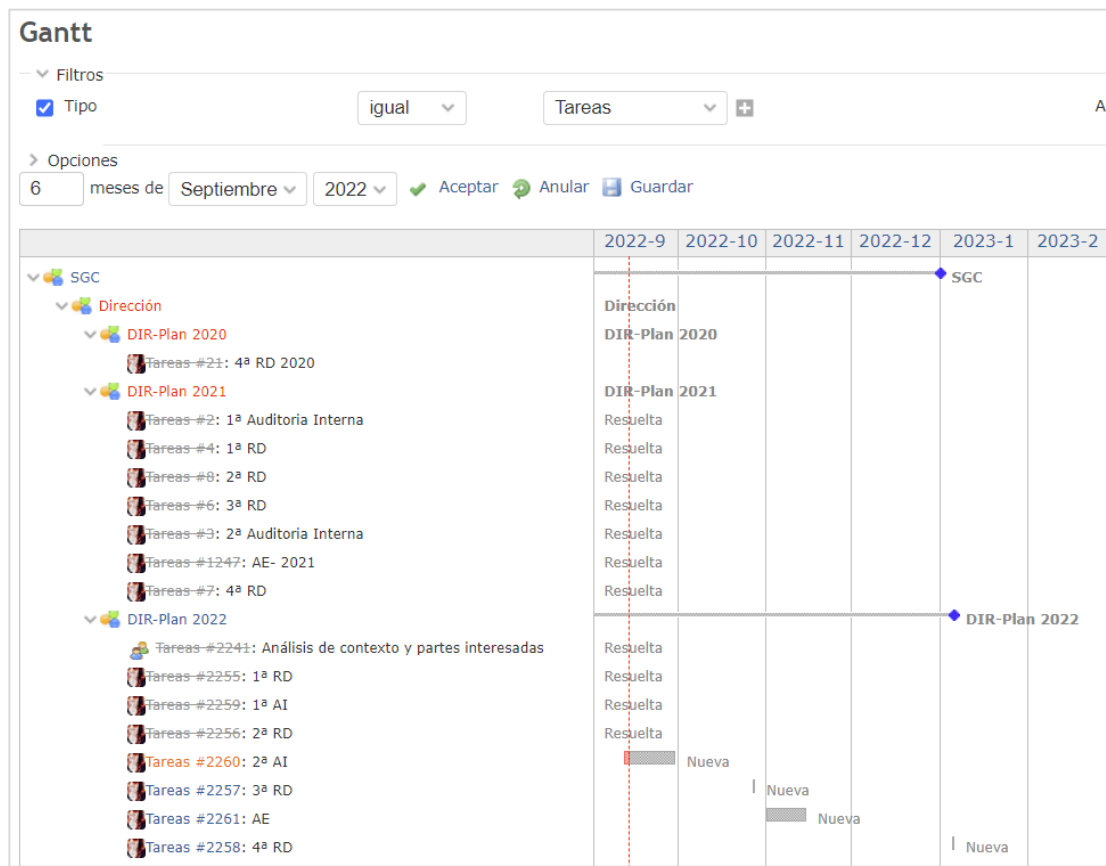 Gantt
Filtros
Tipo igual Tareas A
Opciones
6 meses de Septiembre 2022 Aceptar Anular Guardar
2022-9 2022-10 2022-11 2022-12 2023-1 2023-2
SGC SGC
Dirección Dirección
DIR-Plan 2020 DIR-Plan 2020
Tareas #21: 4ª RD 2020
DIR-Plan 2021 DIR-Plan 2021
Tareas #2: 1ª Auditoria Interna Resuelta
Tareas #4: 1ª RD Resuelta
Tareas #8: 2ª RD Resuelta
Tareas #6: 3ª RD Resuelta
Tareas #3: 2ª Auditoria Interna Resuelta
Tareas #1247: AE- 2021 Resuelta
Tareas #7: 4ª RD Resuelta
DIR-Plan 2022 DIR-Plan 2022
Tareas #2241: Análisis de contexto y partes interesadas Resuelta
Tareas #2255: 1ª RD Resuelta
Tareas #2259: 1ª AI Resuelta
Tareas #2256: 2ª RD Resuelta
Tareas #2260: 2ª AI Nueva
Tareas #2257: 3ª RD Nueva
Tareas #2261: AE Nueva
Tareas #2258: 4ª RD Nueva